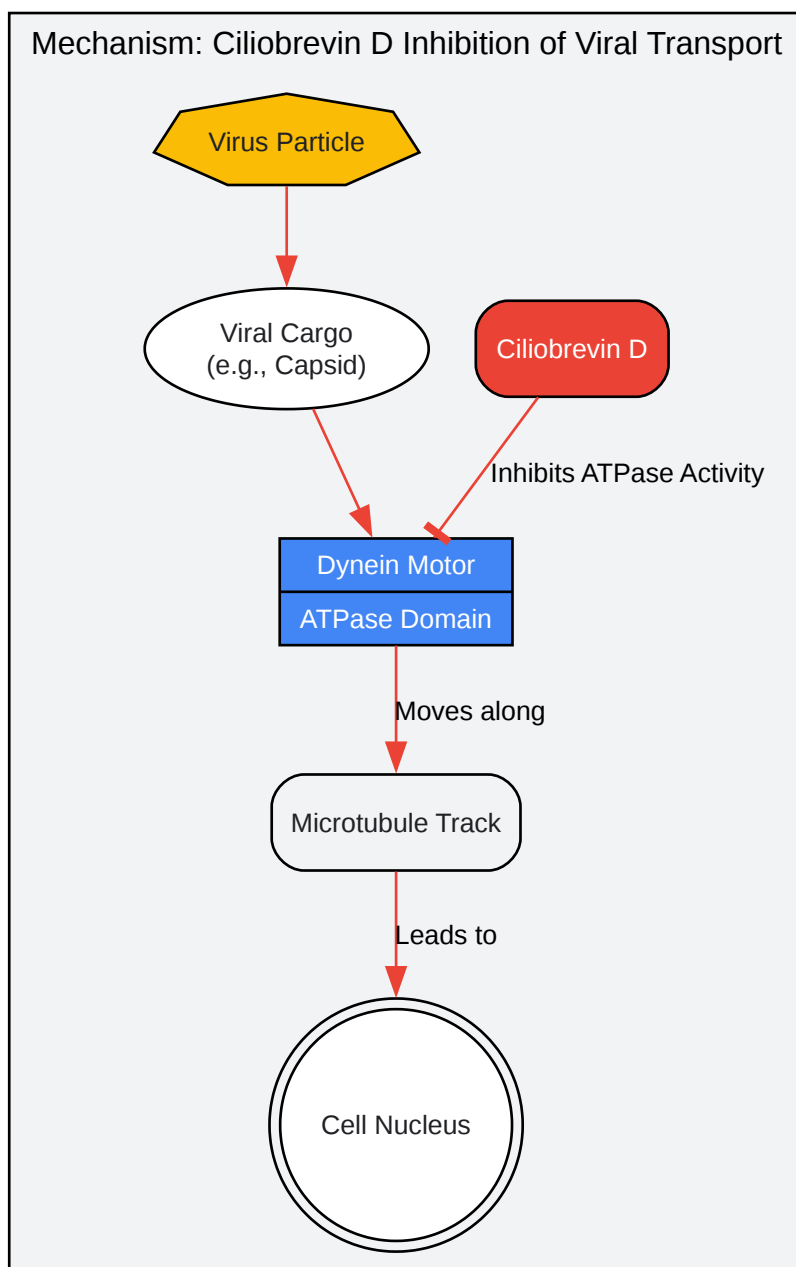 Mechanism: Ciliobrevin D Inhibition of Viral Transport
Virus Particle
Viral Cargo
(e.g., Capsid)
Ciliobrevin D
Inhibits ATPase Activity
Dynein Motor
ATPase Domain
Moves along
Microtubule Track
Leads to
Cell Nucleus